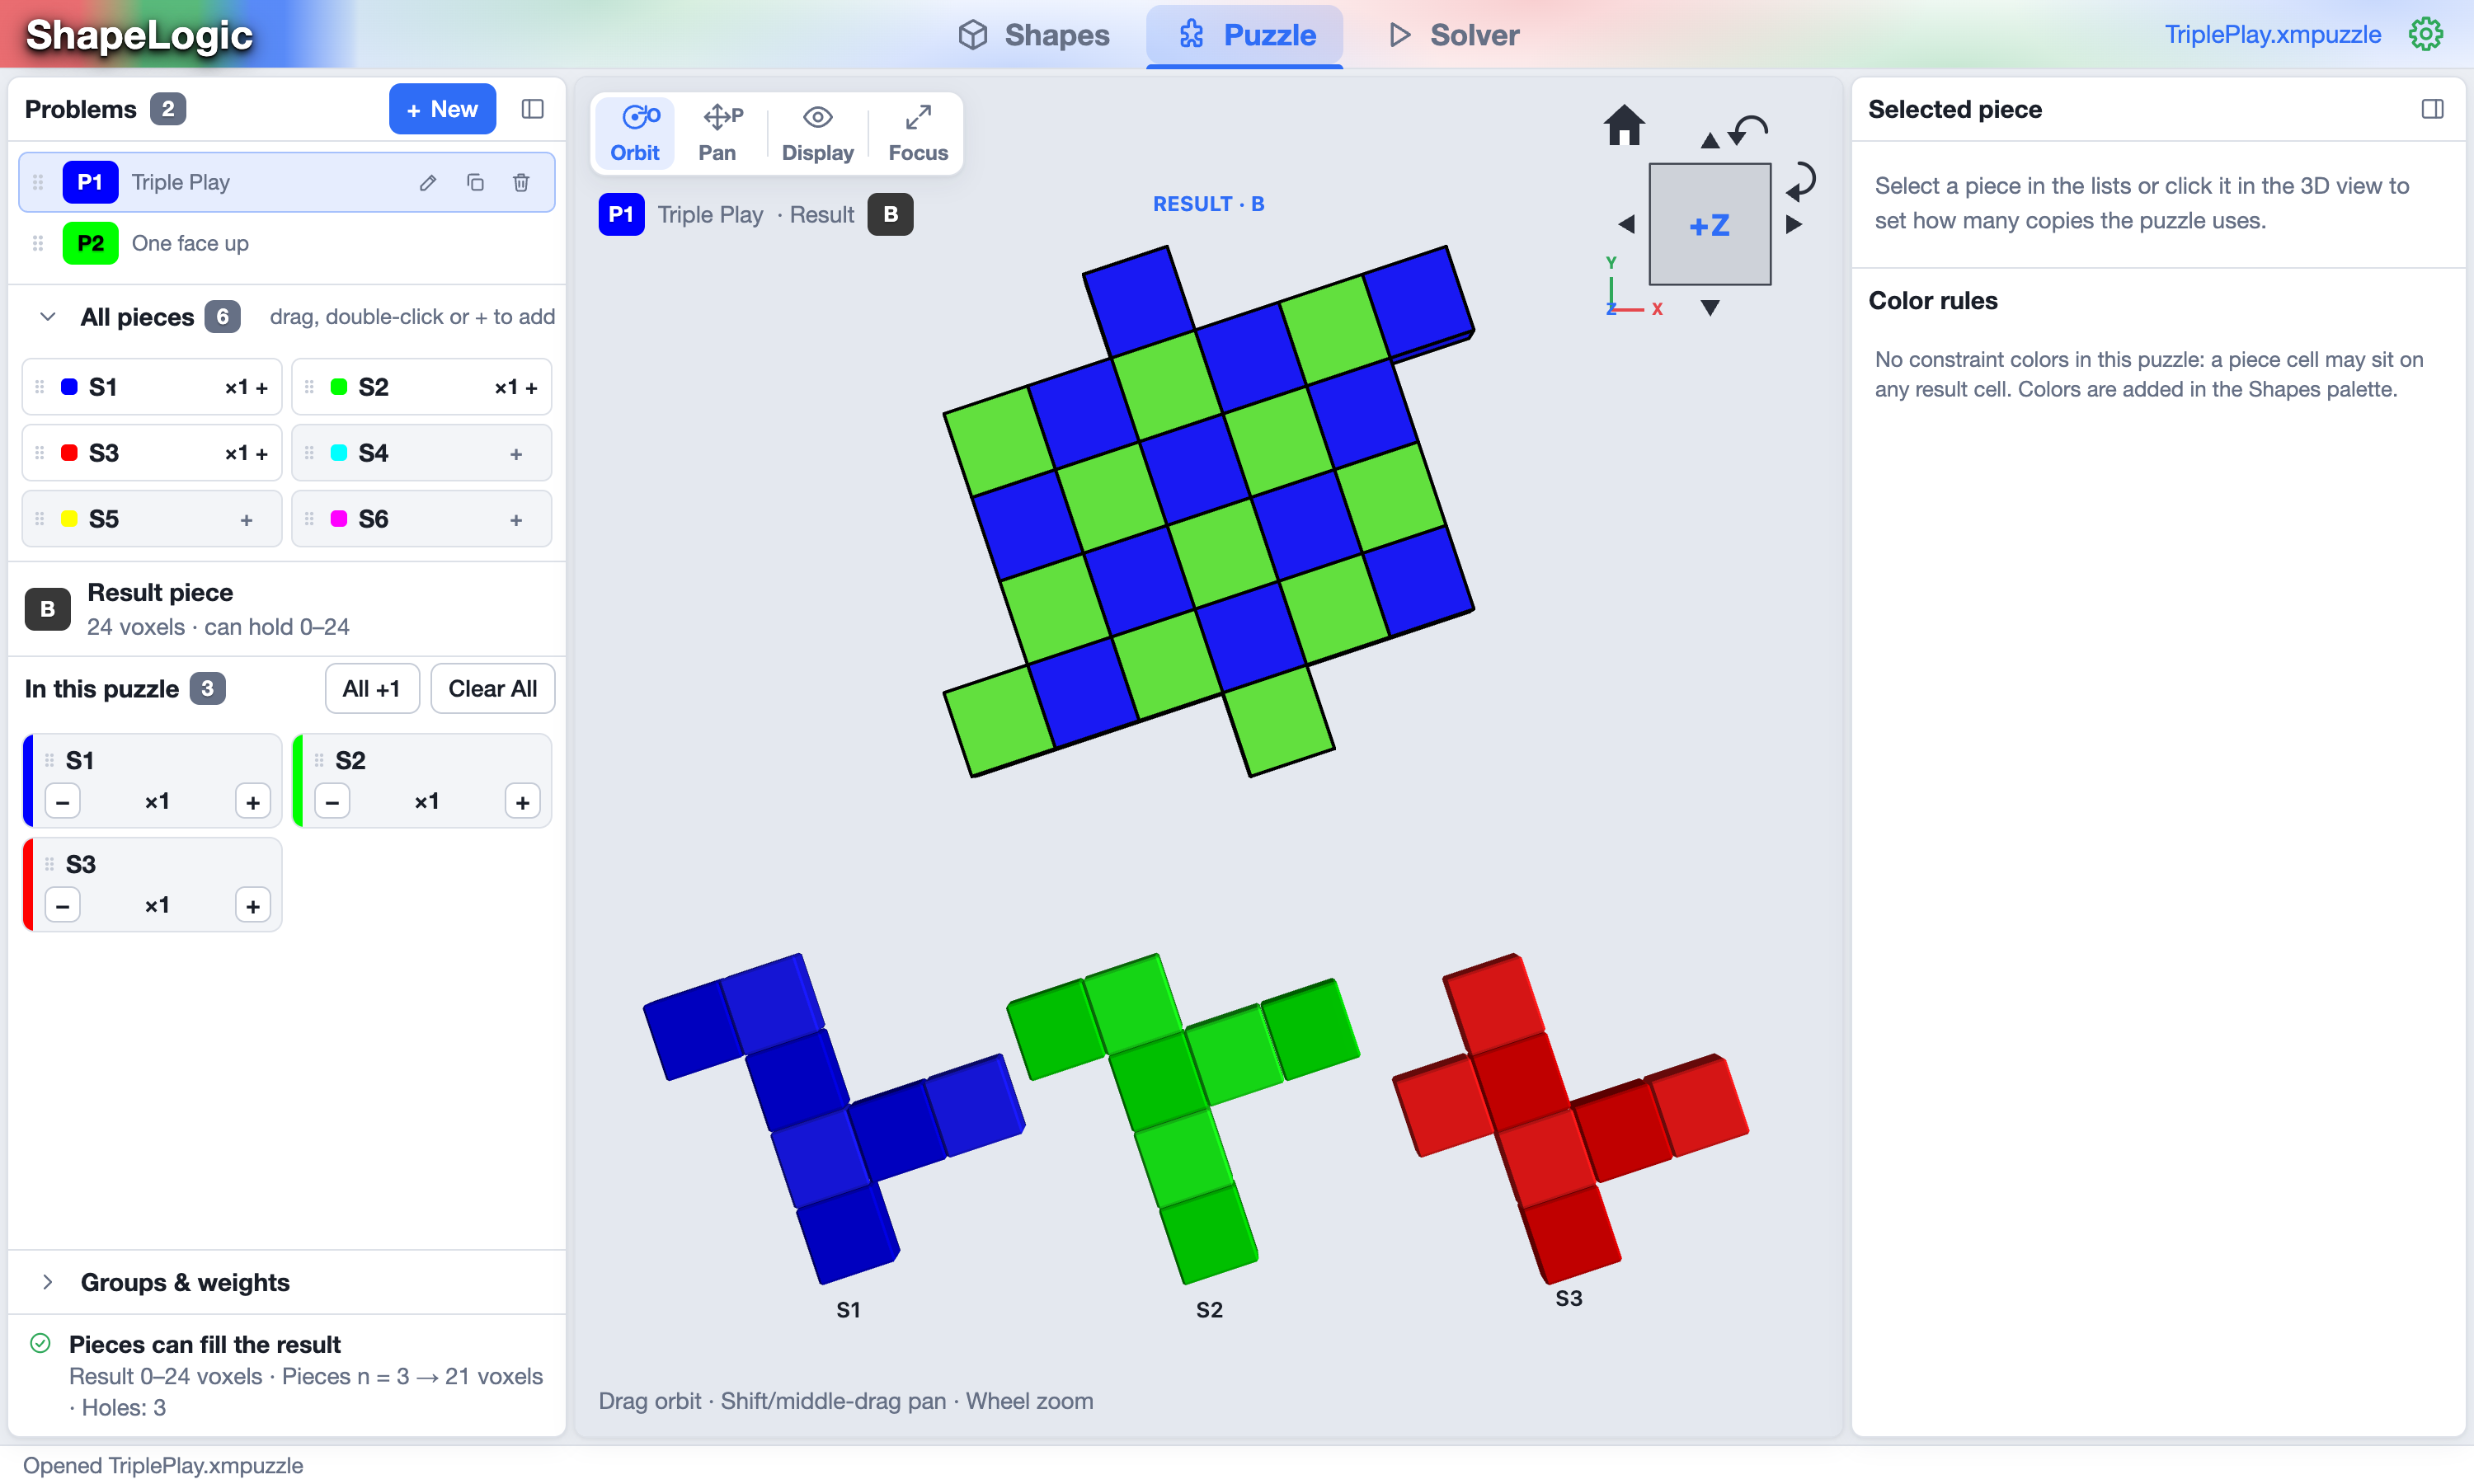 ShapeLogic
Shapes
Puzzle
Solver
TriplePlay.xmpuzzle
Problems 2
+ New
P1 Triple Play
P2 One face up
All pieces 6 drag, double-click or + to add
S1 ×1 +
S2 ×1 +
S3 ×1 +
S4 +
S5 +
S6 +
B Result piece
24 voxels · can hold 0–24
In this puzzle 3
All +1
Clear All
S1
− ×1 +
S2
− ×1 +
S3
− ×1 +
Groups & weights
Pieces can fill the result
Result 0–24 voxels · Pieces n = 3 → 21 voxels
· Holes: 3
Opened TriplePlay.xmpuzzle
O
Orbit
P
Pan
Display
Focus
P1 Triple Play · Result B
RESULT · B
+Z
Y
Z
X
S1
S2
S3
Drag orbit · Shift/middle-drag pan · Wheel zoom
Selected piece
Select a piece in the lists or click it in the 3D view to
set how many copies the puzzle uses.
Color rules
No constraint colors in this puzzle: a piece cell may sit on
any result cell. Colors are added in the Shapes palette.